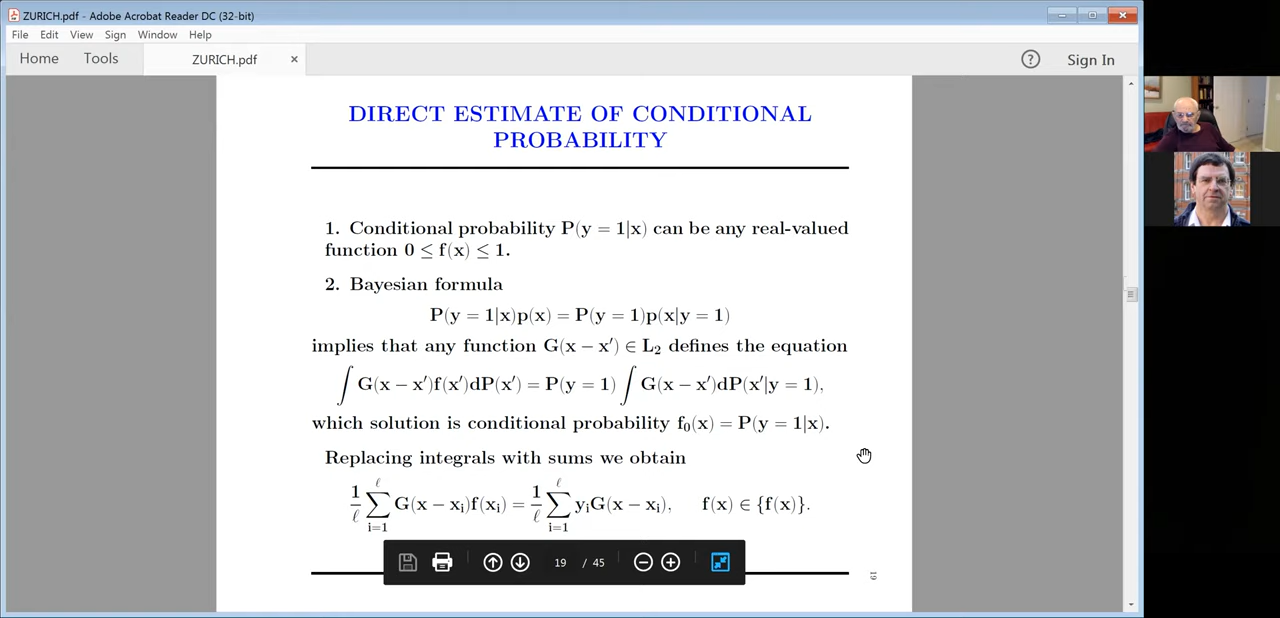 ZURICH.pdf - Adobe Acrobat Reader DC (32-bit)
File Edit View Sign Window Help
Home Tools ZURICH.pdf × ? Sign In
DIRECT ESTIMATE OF CONDITIONAL
PROBABILITY
1. Conditional probability P(y = 1|x) can be any real-valued
function 0 ≤ f(x) ≤ 1.
2. Bayesian formula
P(y = 1|x)p(x) = P(y = 1)p(x|y = 1)
implies that any function G(x − x′) ∈ L₂ defines the equation
∫ G(x − x′)f(x′)dP(x′) = P(y = 1) ∫ G(x − x′)dP(x′|y = 1),
which solution is conditional probability f₀(x) = P(y = 1|x).
Replacing integrals with sums we obtain
1/ℓ ∑_{i=1}^{ℓ} G(x − xᵢ)f(xᵢ) = 1/ℓ ∑_{i=1}^{ℓ} yᵢG(x − xᵢ), f(x) ∈ {f(x)}.
19 / 45
19